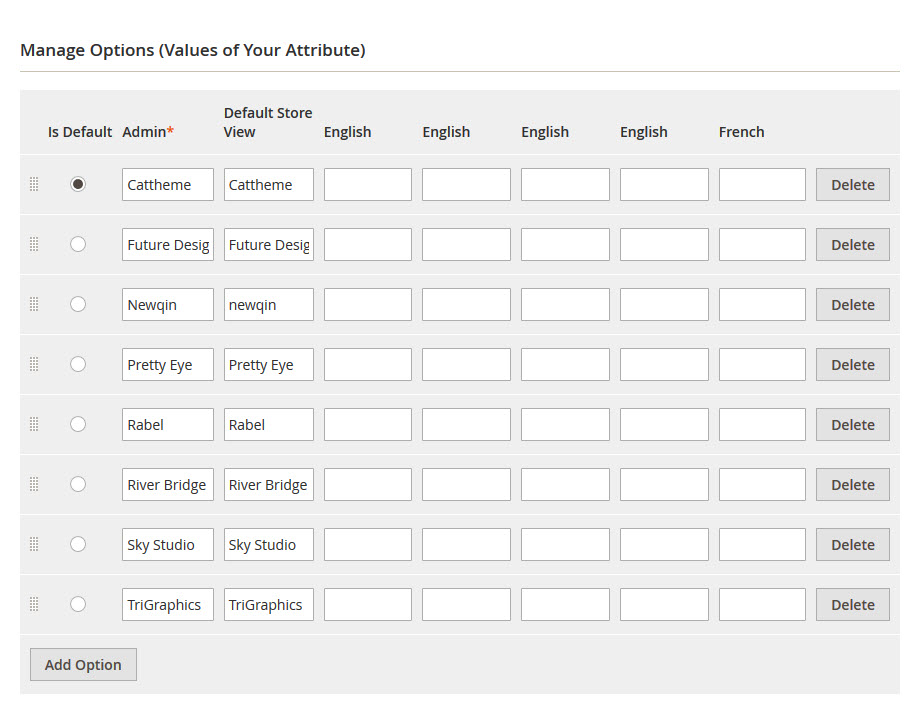 Manage Options (Values of Your Attribute)
Is Default Admin* Default Store View English English English English French
Cattheme Cattheme Delete
Future Desig Future Desig Delete
Newqin newqin Delete
Pretty Eye Pretty Eye Delete
Rabel Rabel Delete
River Bridge River Bridge Delete
Sky Studio Sky Studio Delete
TriGraphics TriGraphics Delete
Add Option